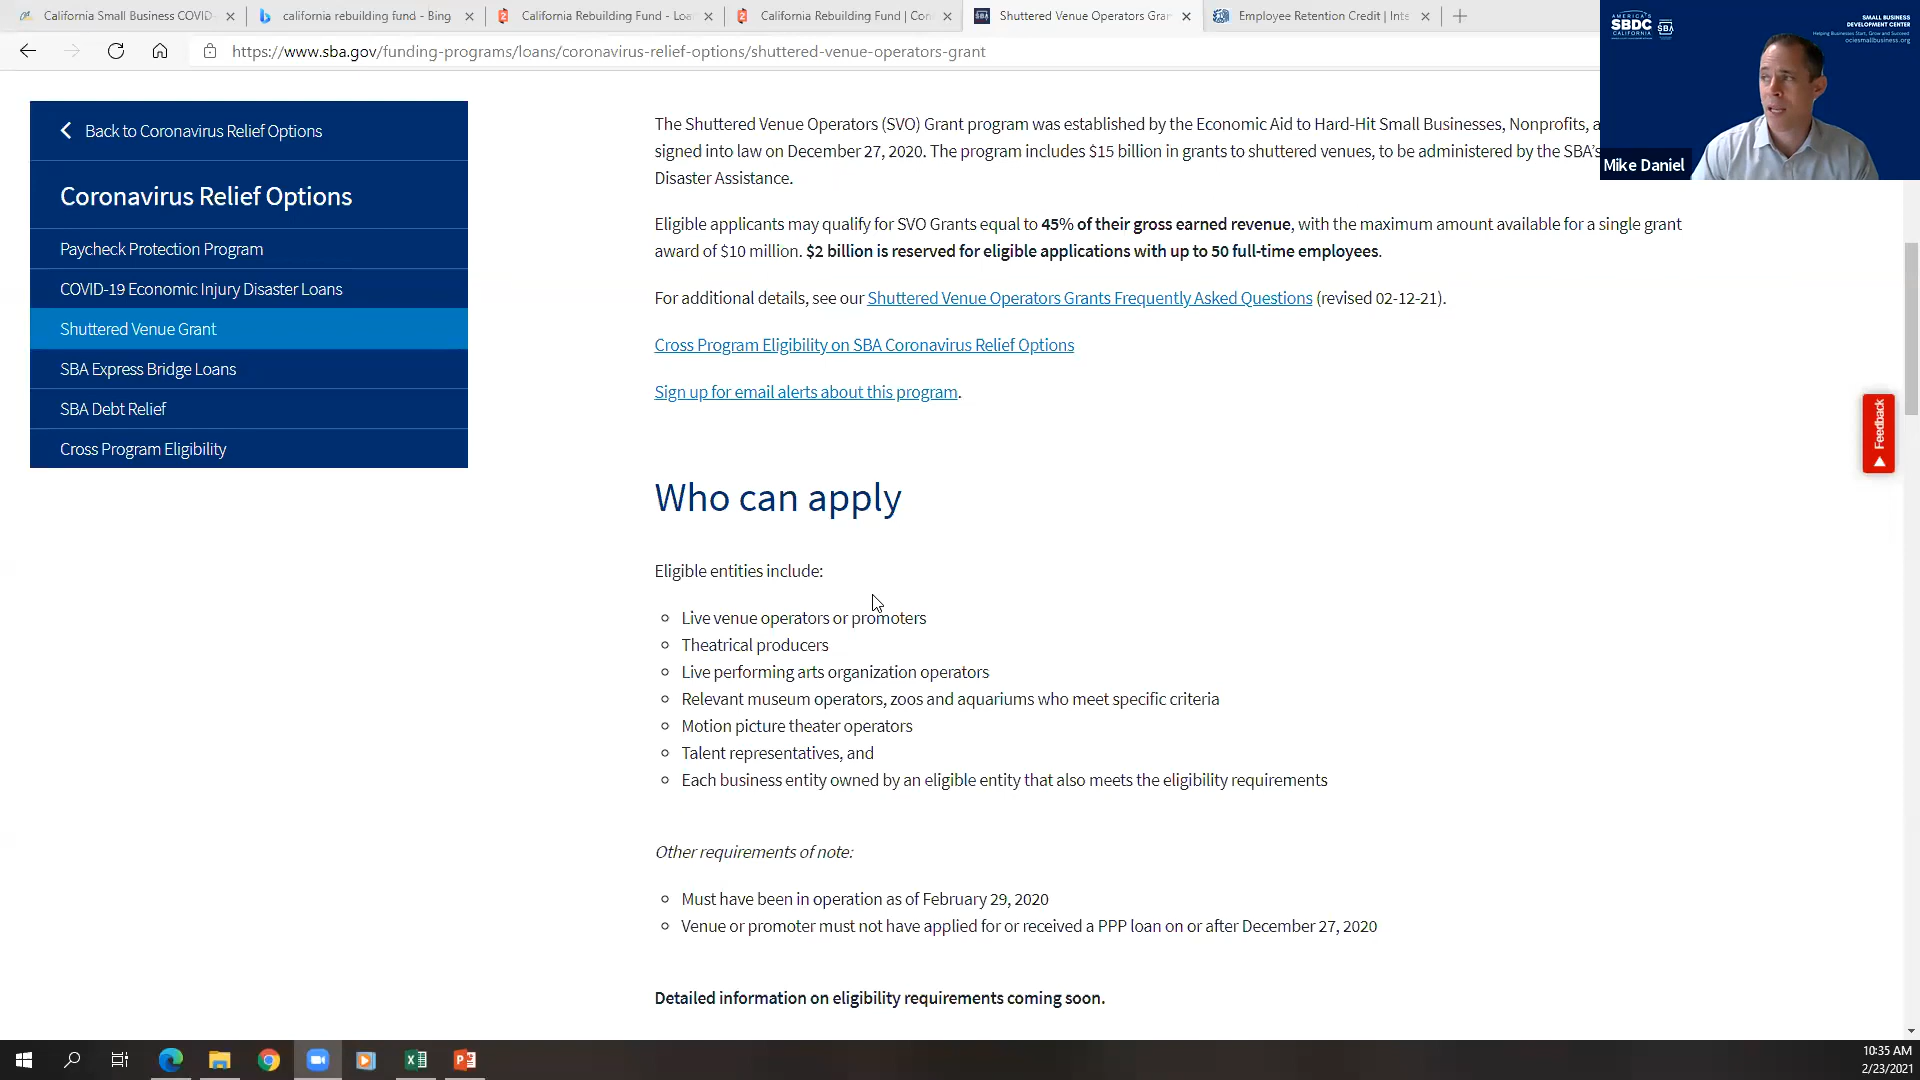 California Small Business COVID-
california rebuilding fund - Bing
California Rebuilding Fund - Loa
California Rebuilding Fund | Con
Shuttered Venue Operators Gran
Employee Retention Credit | Inte
https://www.sba.gov/funding-programs/loans/coronavirus-relief-options/shuttered-venue-operators-grant
AMERICA'S
SBDC
CALIFORNIA
SBA
SMALL BUSINESS
DEVELOPMENT CENTER
Helping Businesses Start, Grow and Succeed
ociesmallbusiness.org
Mike Daniel
Back to Coronavirus Relief Options
Coronavirus Relief Options
Paycheck Protection Program
COVID-19 Economic Injury Disaster Loans
Shuttered Venue Grant
SBA Express Bridge Loans
SBA Debt Relief
Cross Program Eligibility
The Shuttered Venue Operators (SVO) Grant program was established by the Economic Aid to Hard-Hit Small Businesses, Nonprofits, a
signed into law on December 27, 2020. The program includes $15 billion in grants to shuttered venues, to be administered by the SBA's
Disaster Assistance.
Eligible applicants may qualify for SVO Grants equal to 45% of their gross earned revenue, with the maximum amount available for a single grant
award of $10 million. $2 billion is reserved for eligible applications with up to 50 full-time employees.
For additional details, see our Shuttered Venue Operators Grants Frequently Asked Questions (revised 02-12-21).
Cross Program Eligibility on SBA Coronavirus Relief Options
Sign up for email alerts about this program.
Feedback
Who can apply
Eligible entities include:
Live venue operators or promoters
Theatrical producers
Live performing arts organization operators
Relevant museum operators, zoos and aquariums who meet specific criteria
Motion picture theater operators
Talent representatives, and
Each business entity owned by an eligible entity that also meets the eligibility requirements
Other requirements of note:
Must have been in operation as of February 29, 2020
Venue or promoter must not have applied for or received a PPP loan on or after December 27, 2020
Detailed information on eligibility requirements coming soon.
10:35 AM
2/23/2021